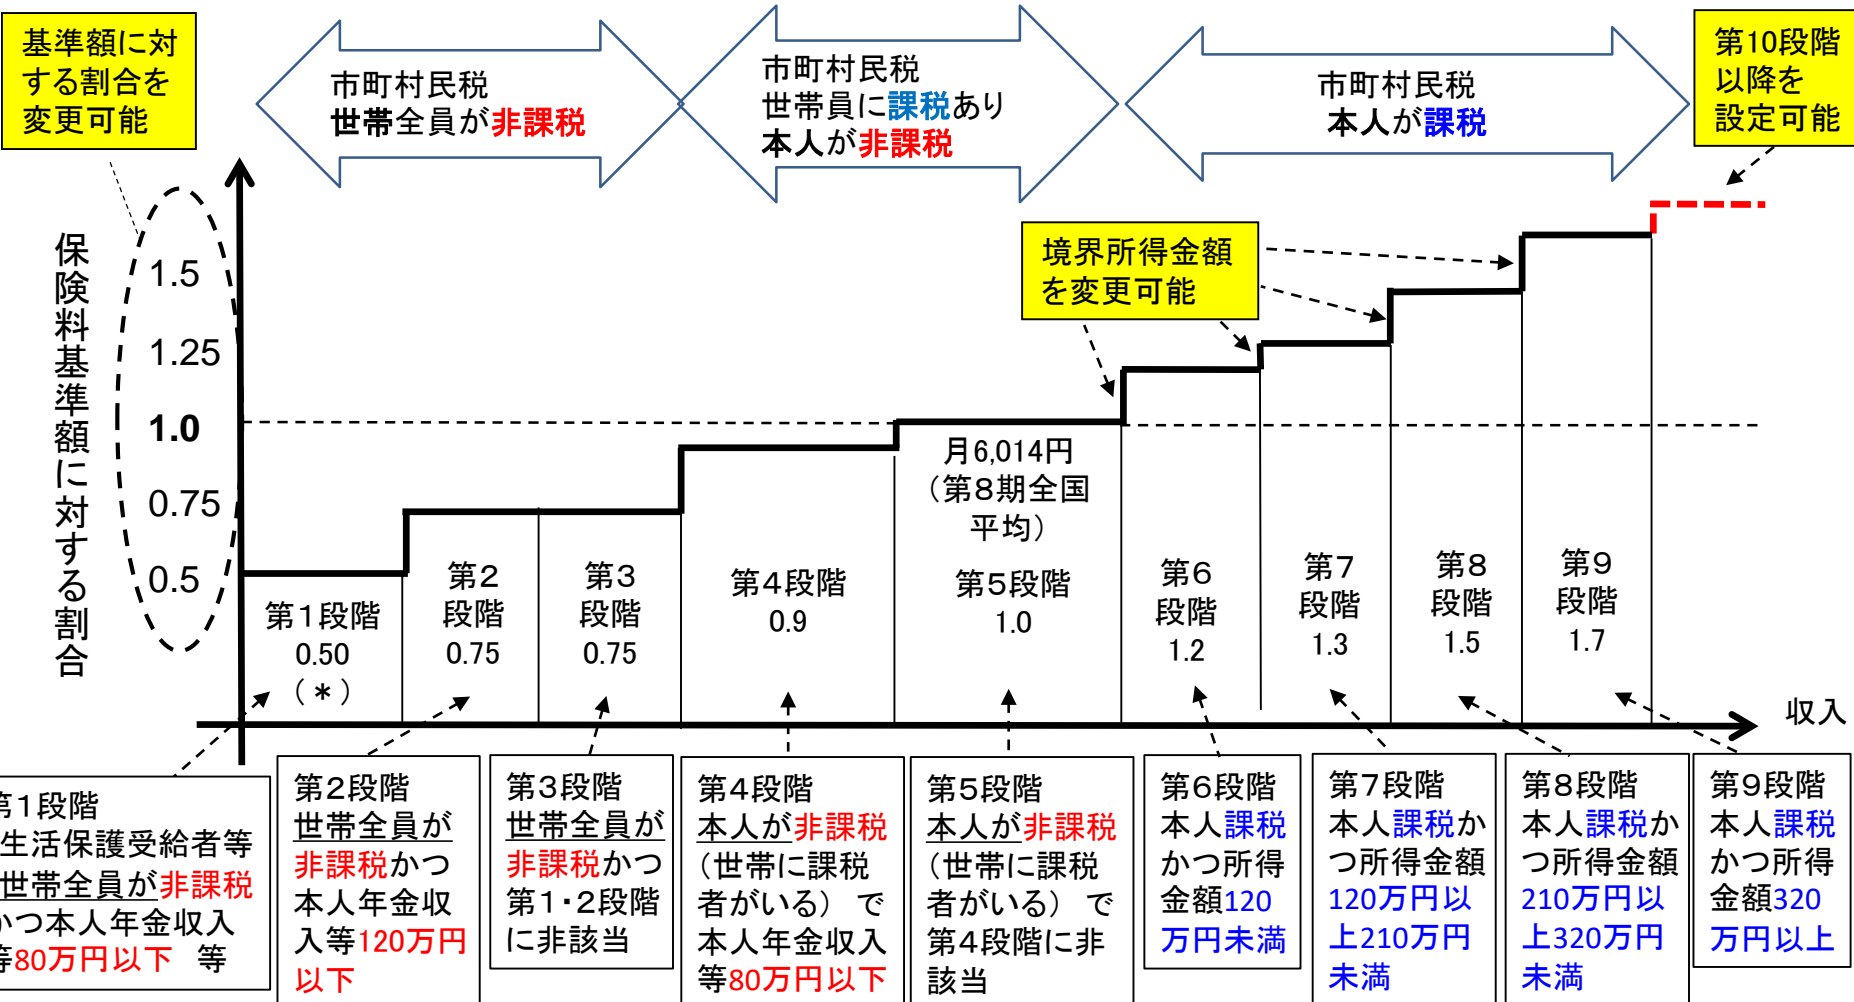 基準額に対
する割合を
変更可能
市町村民税
世帯全員が非課税
市町村民税
世帯員に課税あり
本人が非課税
市町村民税
本人が課税
第10段階
以降を
設定可能
境界所得金額
を変更可能
保険料基準額に対する割合
1.5
1.25
1.0
0.75
0.5
月6,014円
（第8期全国
平均）
第1段階
0.50
（＊）
第2
段階
0.75
第3
段階
0.75
第4段階
0.9
第5段階
1.0
第6
段階
1.2
第7
段階
1.3
第8
段階
1.5
第9
段階
1.7
収入
第1段階
生活保護受給者等
世帯全員が非課税
かつ本人年金収入
等80万円以下　等
第2段階
世帯全員が
非課税かつ
本人年金収
入等120万円
以下
第3段階
世帯全員が
非課税かつ
第1・2段階
に非該当
第4段階
本人が非課税
（世帯に課税
者がいる）で
本人年金収入
等80万円以下
第5段階
本人が非課税
（世帯に課税
者がいる）で
第4段階に非
該当
第6段階
本人課税
かつ所得
金額120
万円未満
第7段階
本人課税か
つ所得金額
120万円以
上210万円
未満
第8段階
本人課税か
つ所得金額
210万円以
上320万円
未満
第9段階
本人課税
かつ所得
金額320
万円以上